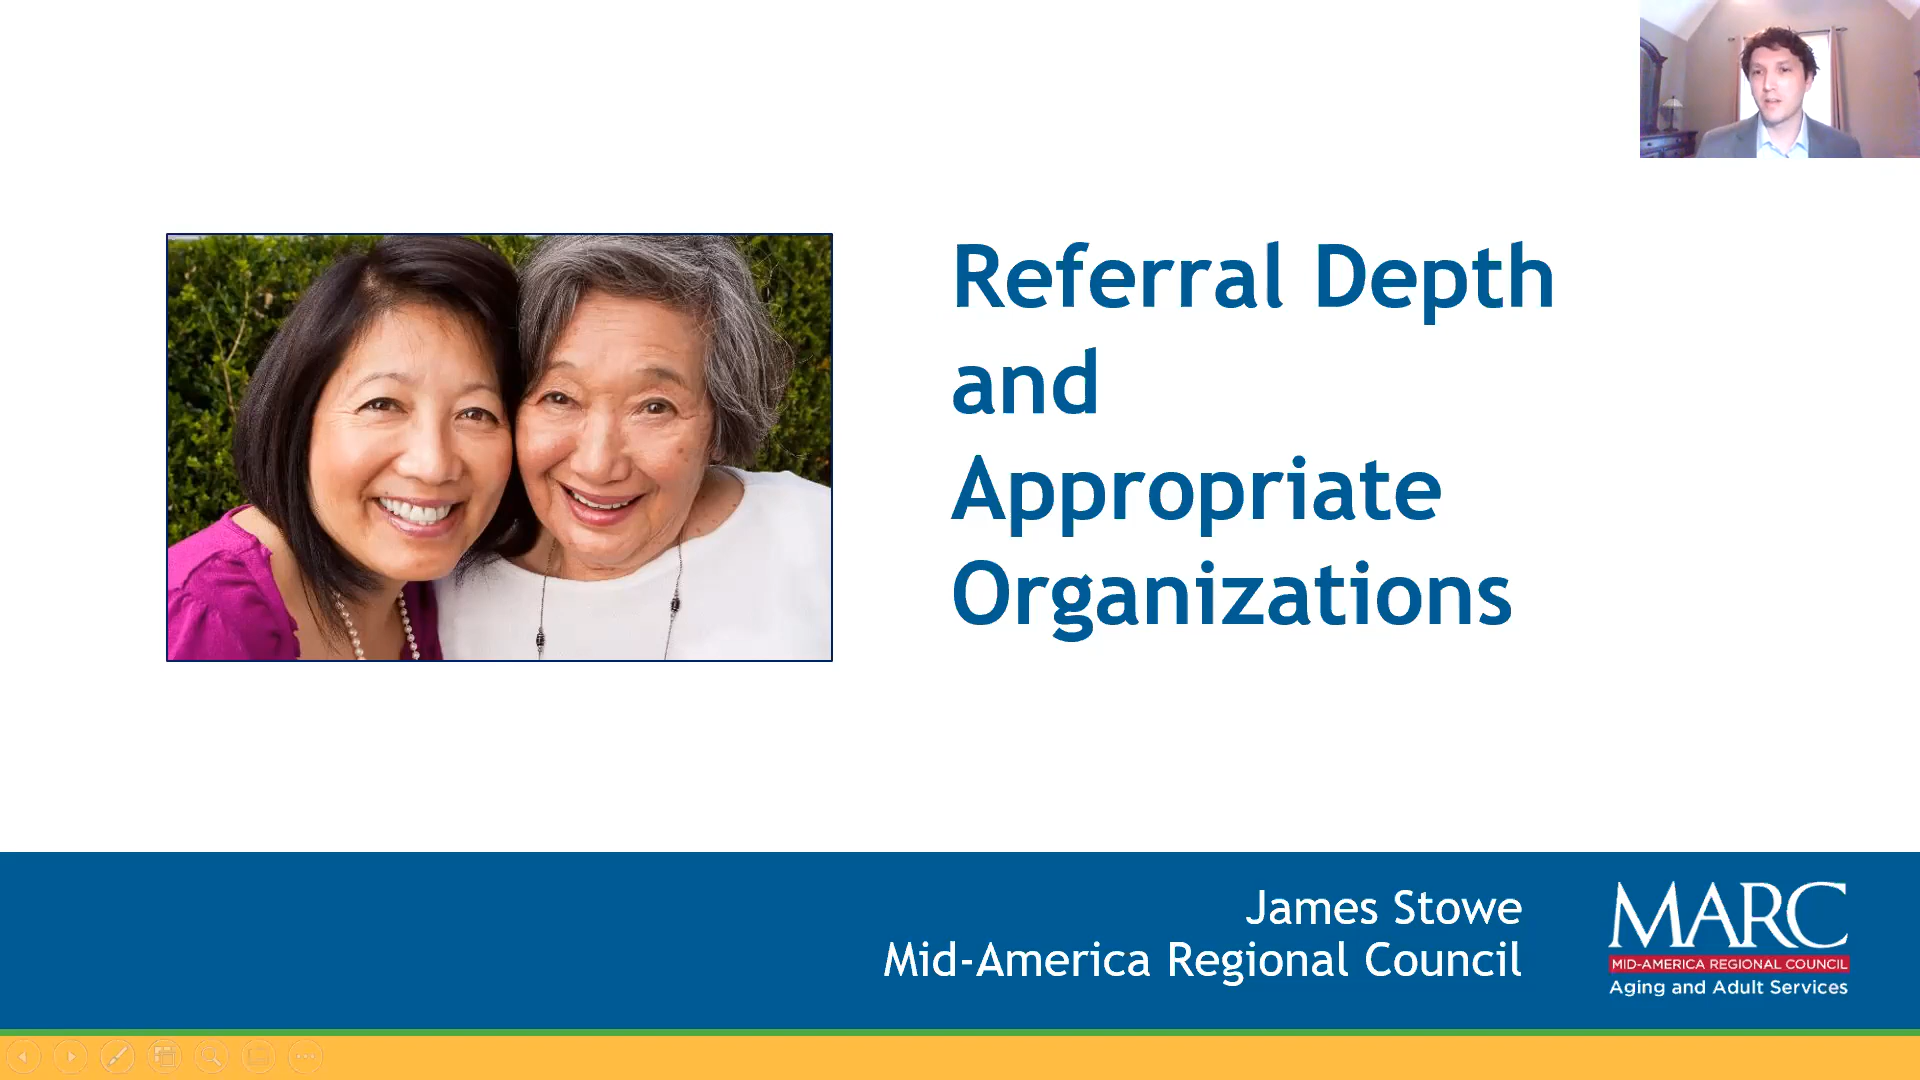 Referral Depth
and
Appropriate
Organizations
James Stowe
Mid-America Regional Council
MARC
MID-AMERICA REGIONAL COUNCIL
Aging and Adult Services